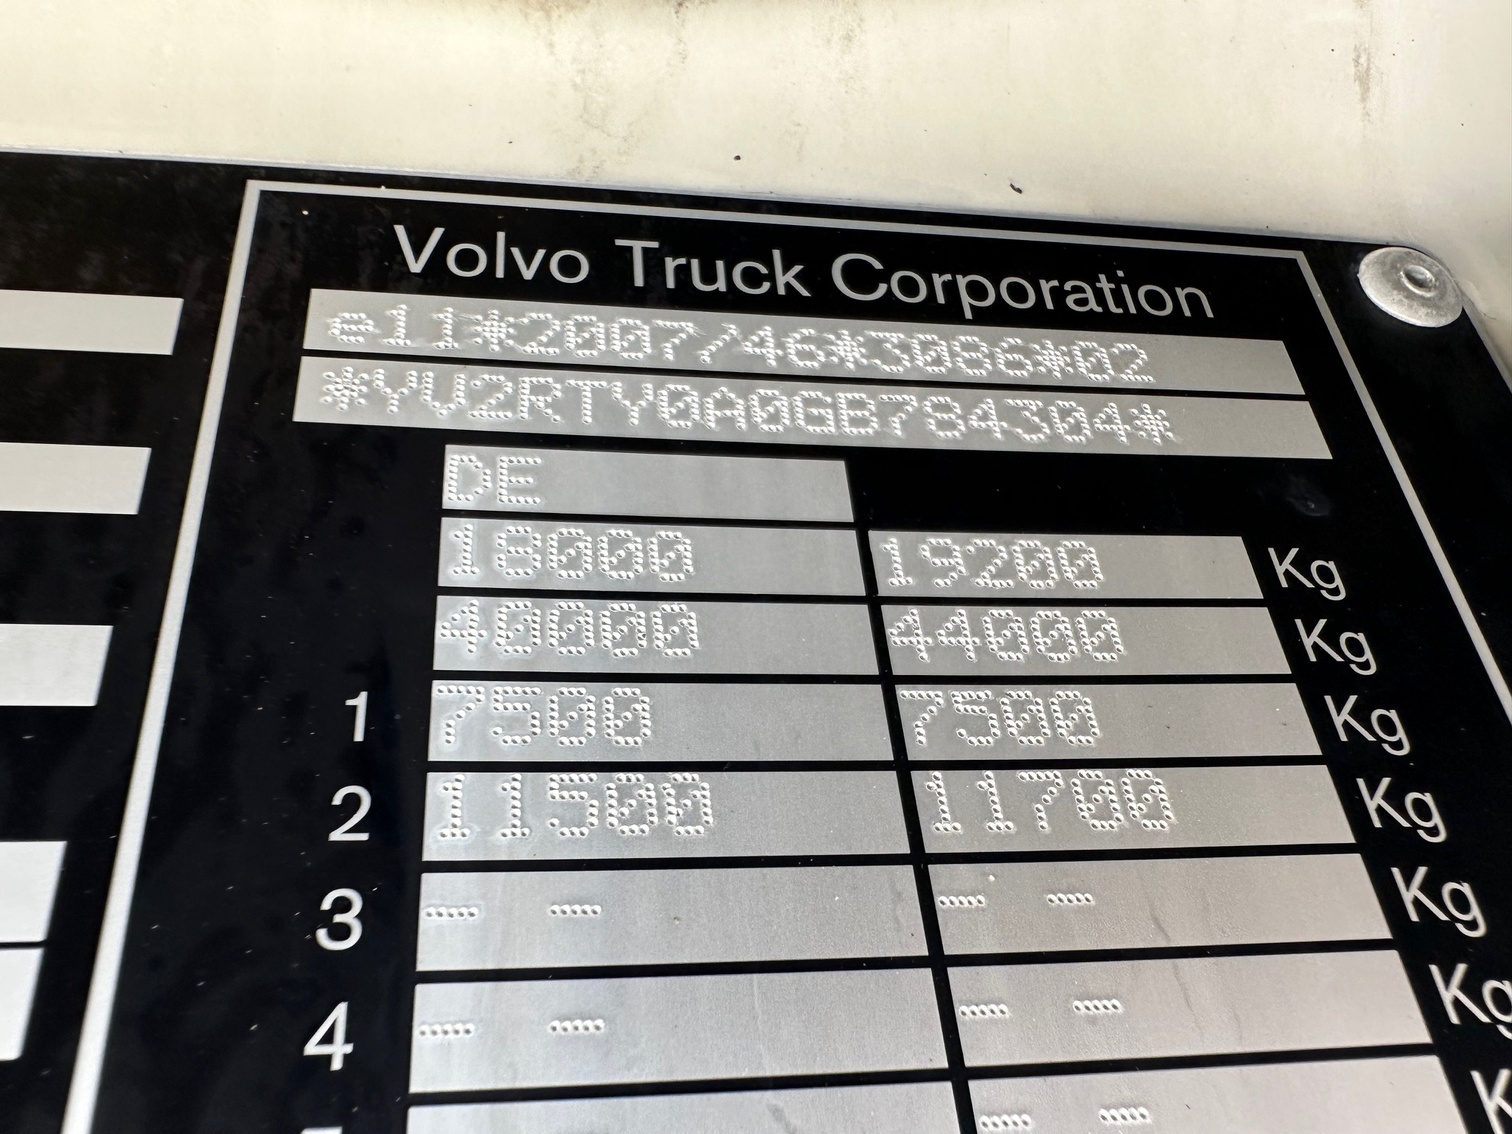 Volvo Truck Corporation
e11*2007/46*3086*02
*YV2RTY0A0GB784304*
DE
18000 19200 Kg
40000 44000 Kg
1 7500 7500 Kg
2 11500 11700 Kg
3 - - - - Kg
4 - - - - Kg
- - K